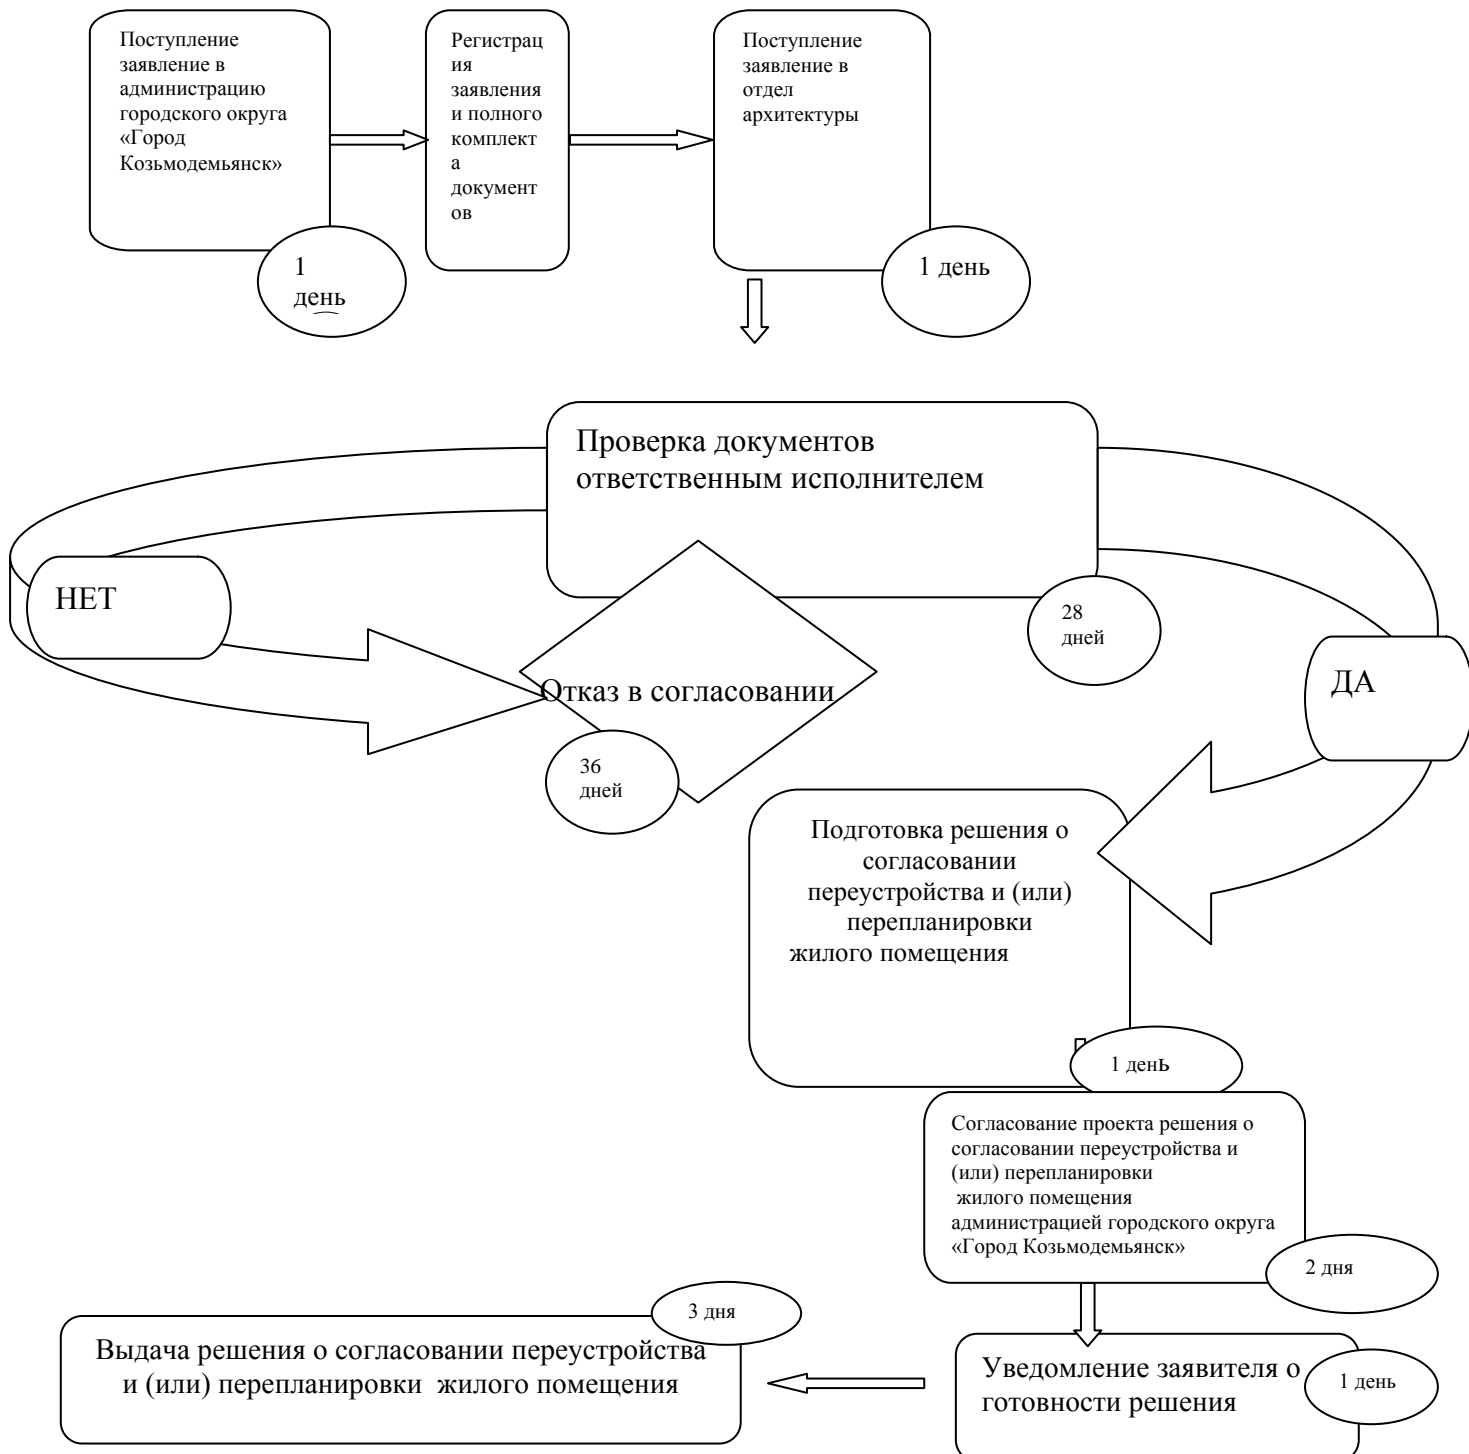 Поступление
заявление в
администрацию
городского округа
«Город
Козьмодемьянск»
1
день
Регистрац
ия
заявления
и полного
комплект
а
документ
ов
Поступление
заявление в
отдел
архитектуры
1 день
Проверка документов
ответственным исполнителем
28
дней
НЕТ
ДА
Отказ в согласовании
36
дней
Подготовка решения о
согласовании
переустройства и (или)
перепланировки
жилого помещения
1 день
Согласование проекта решения о
согласовании переустройства и
(или) перепланировки
жилого помещения
администрацией городского округа
«Город Козьмодемьянск»
2 дня
Уведомление заявителя о
готовности решения
1 день
3 дня
Выдача решения о согласовании переустройства
и (или) перепланировки жилого помещения